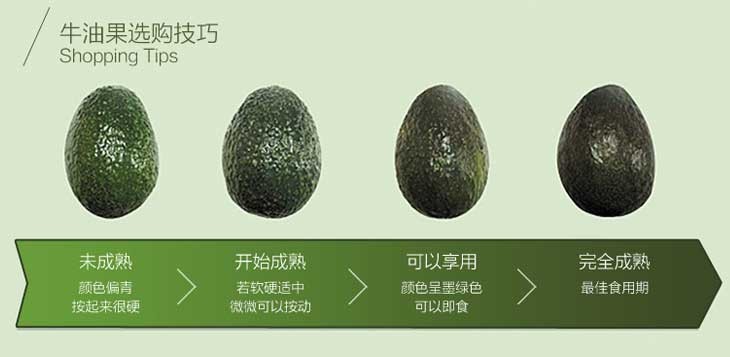 牛油果选购技巧
Shopping Tips
未成熟
颜色偏青
按起来很硬
开始成熟
若软硬适中
微微可以按动
可以享用
颜色呈墨绿色
可以即食
完全成熟
最佳食用期